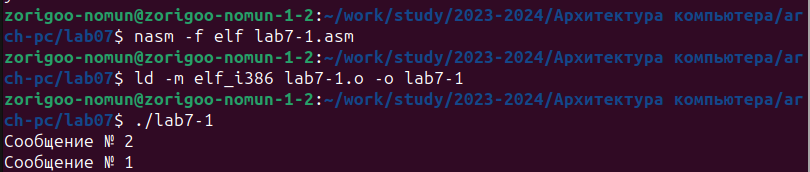 zorigoo-nomun@zorigoo-nomun-1-2:~/work/study/2023-2024/Архитектура компьютера/ar
ch-pc/lab07$ nasm -f elf lab7-1.asm
zorigoo-nomun@zorigoo-nomun-1-2:~/work/study/2023-2024/Архитектура компьютера/ar
ch-pc/lab07$ ld -m elf_i386 lab7-1.o -o lab7-1
zorigoo-nomun@zorigoo-nomun-1-2:~/work/study/2023-2024/Архитектура компьютера/ar
ch-pc/lab07$ ./lab7-1
Сообщение № 2
Сообщение № 1